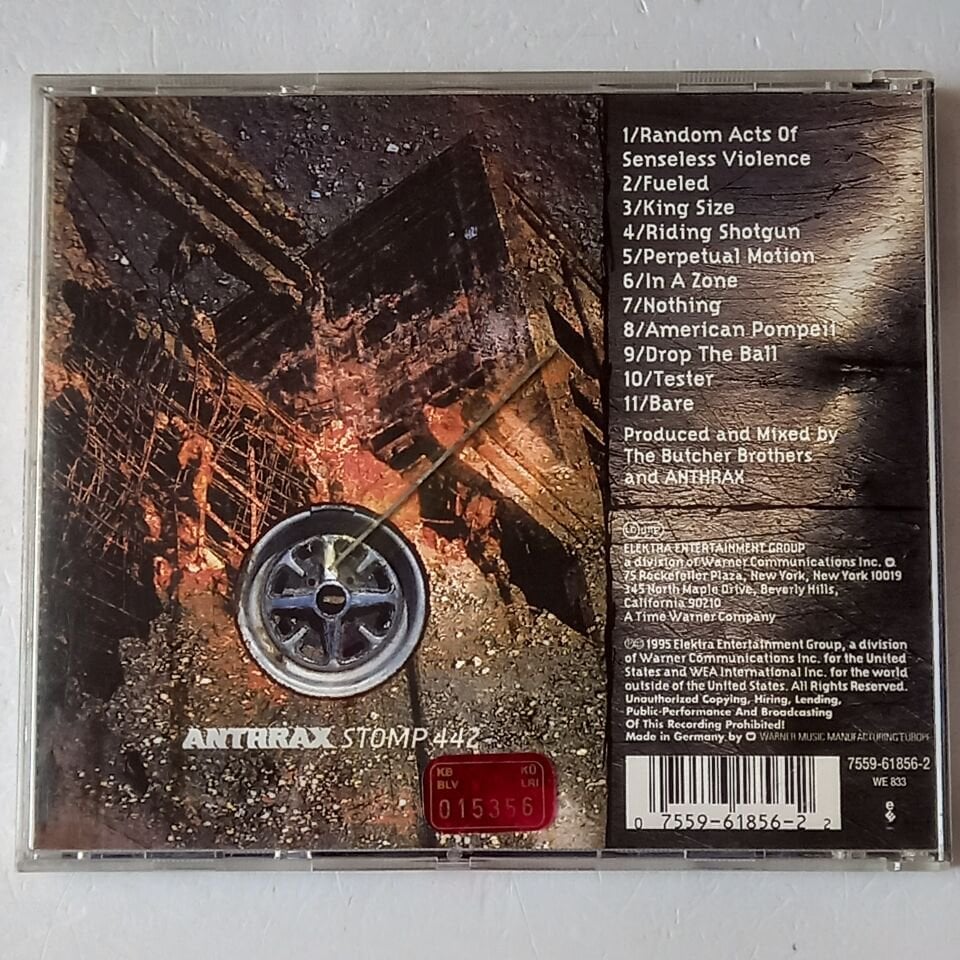 1/Random Acts Of
Senseless Violence
2/Fueled
3/King Size
4/Riding Shotgun
5/Perpetual Motion
6/In A Zone
7/Nothing
8/American Pompeii
9/Drop The Ball
10/Tester
11/Bare
Produced and Mixed by
The Butcher Brothers
and ANTHRAX
ELEKTRA ENTERTAINMENT GROUP
a division of Warner Communications Inc.
75 Rockefeller Plaza, New York, New York 10019
345 North Maple Drive, Beverly Hills,
California 90210
A Time Warner Company
℗© 1995 Elektra Entertainment Group, a division
of Warner Communications Inc. for the United
States and WEA International Inc. for the world
outside of the United States. All Rights Reserved.
Unauthorized Copying, Hiring, Lending,
Public Performance And Broadcasting
Of This Recording Prohibited!
Made in Germany by WARNER MUSIC MANUFACTURING EUROPE
ANTHRAX STOMP 442
KB KD
BLV LRI
015356
7559-61856-2
WE 833
0 7559-61856-2 2